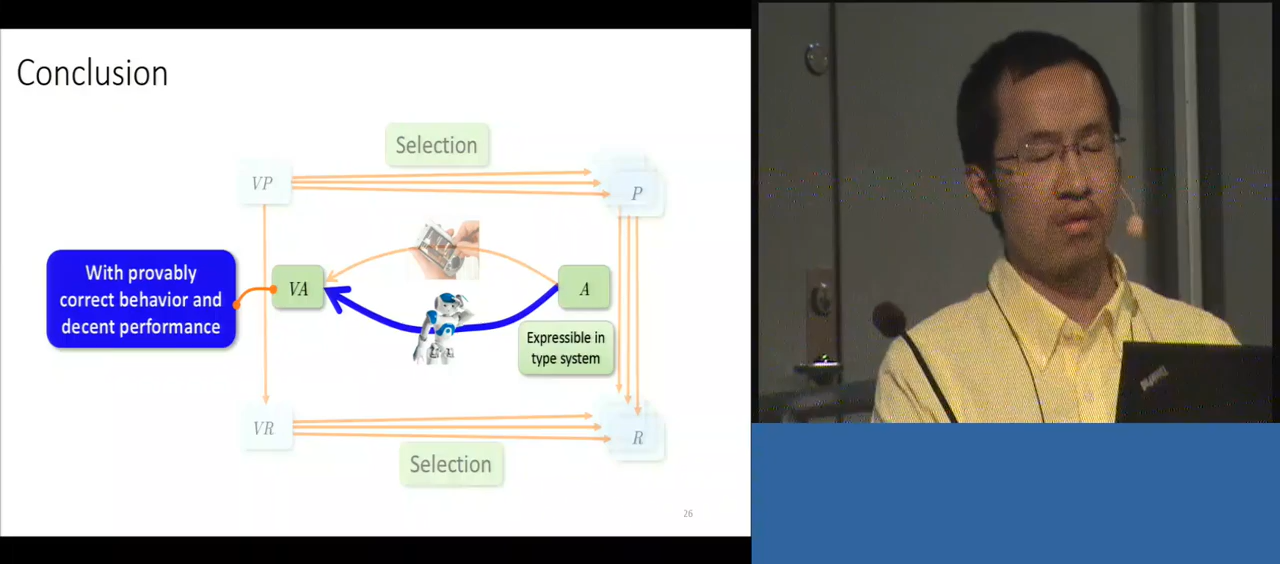 Conclusion
Selection
VP
P
With provably
correct behavior and
decent performance
VA
A
Expressible in
type system
VR
R
Selection
26